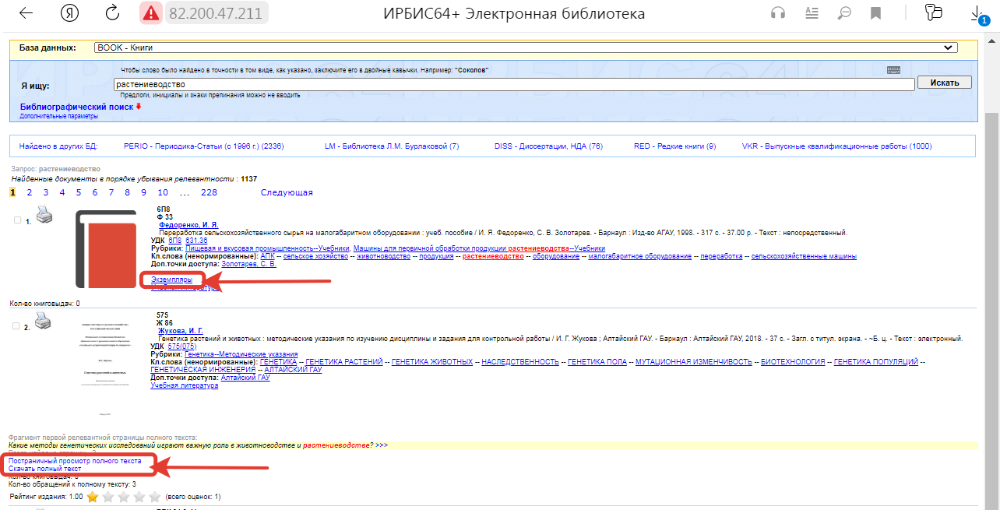 82.200.47.211
ИРБИС64+ Электронная библиотека
1
База данных:
BOOK - Книги
Чтобы слово было найдено в точности в том виде, как указано, заключите его в двойные кавычки. Например: "Соколов"
Я ищу:
растениеводство
Искать
Предлоги, инициалы и знаки препинания можно не вводить
Библиографический поиск
Дополнительные параметры
Найдено в других БД: PERIO - Периодика-Статьи (с 1996 г.) (2336) LM - Библиотека Л.М. Бурлаковой (7) DISS - Диссертации, НДА (76) RED - Редкие книги (9) VKR - Выпускные квалификационные работы (1000)
Запрос: растениеводство
Найденные документы в порядке убывания релевантности : 1137
1 2 3 4 5 6 7 8 9 10 ... 228 Следующая
1.
6П8
Ф 33
Федоренко, И. Я.
Переработка сельскохозяйственного сырья на малогабаритном оборудовании : учеб. пособие / И. Я. Федоренко, С. В. Золотарев. - Барнаул : Изд-во АГАУ, 1998. - 317 с. - 37.00 р. - Текст : непосредственный.
УДК 6П8 631.36
Рубрики: Пищевая и вкусовая промышленность--Учебники, Машины для первичной обработки продукции растениеводства--Учебники
Кл.слова (ненормированные): АПК -- сельское хозяйство -- животноводство -- продукция -- растениеводство -- оборудование -- малогабаритное оборудование -- переработка -- сельскохозяйственные машины
Доп.точки доступа: Золотарев, С. В.
Экземпляры
Учебная литература
Кол-во книговыдач: 0
2.
575
Ж 86
Жукова, И. Г.
Генетика растений и животных : методические указания по изучению дисциплины и задания для контрольной работы / И. Г. Жукова ; Алтайский ГАУ. - Барнаул : Алтайский ГАУ, 2018. - 37 с. - Загл. с титул. экрана. - ~Б. ц. - Текст : электронный.
УДК 575(075)
Рубрики: Генетика--Методические указания
Кл.слова (ненормированные): ГЕНЕТИКА -- ГЕНЕТИКА РАСТЕНИЙ -- ГЕНЕТИКА ЖИВОТНЫХ -- НАСЛЕДСТВЕННОСТЬ -- ГЕНЕТИКА ПОЛА -- МУТАЦИОННАЯ ИЗМЕНЧИВОСТЬ -- БИОТЕХНОЛОГИЯ -- ГЕНЕТИКА ПОПУЛЯЦИЙ --
ГЕНЕТИЧЕСКАЯ ИНЖЕНЕРИЯ -- АЛТАЙСКИЙ ГАУ
Доп.точки доступа: Алтайский ГАУ
Учебная литература
Фрагмент первой релевантной страницы полного текста:
Какие методы генетических исследований играют важную роль в животноводстве и растениеводстве? >>>
Постраничный просмотр полного текста
Скачать полный текст
Кол-во книговыдач: 0
Кол-во обращений к полному тексту: 3
Рейтинг издания: 1.00 (всего оценок: 1)